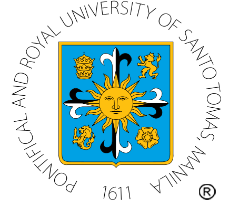 PONTIFICAL AND ROYAL UNIVERSITY OF SANTO TOMAS, MANILA
1611
®